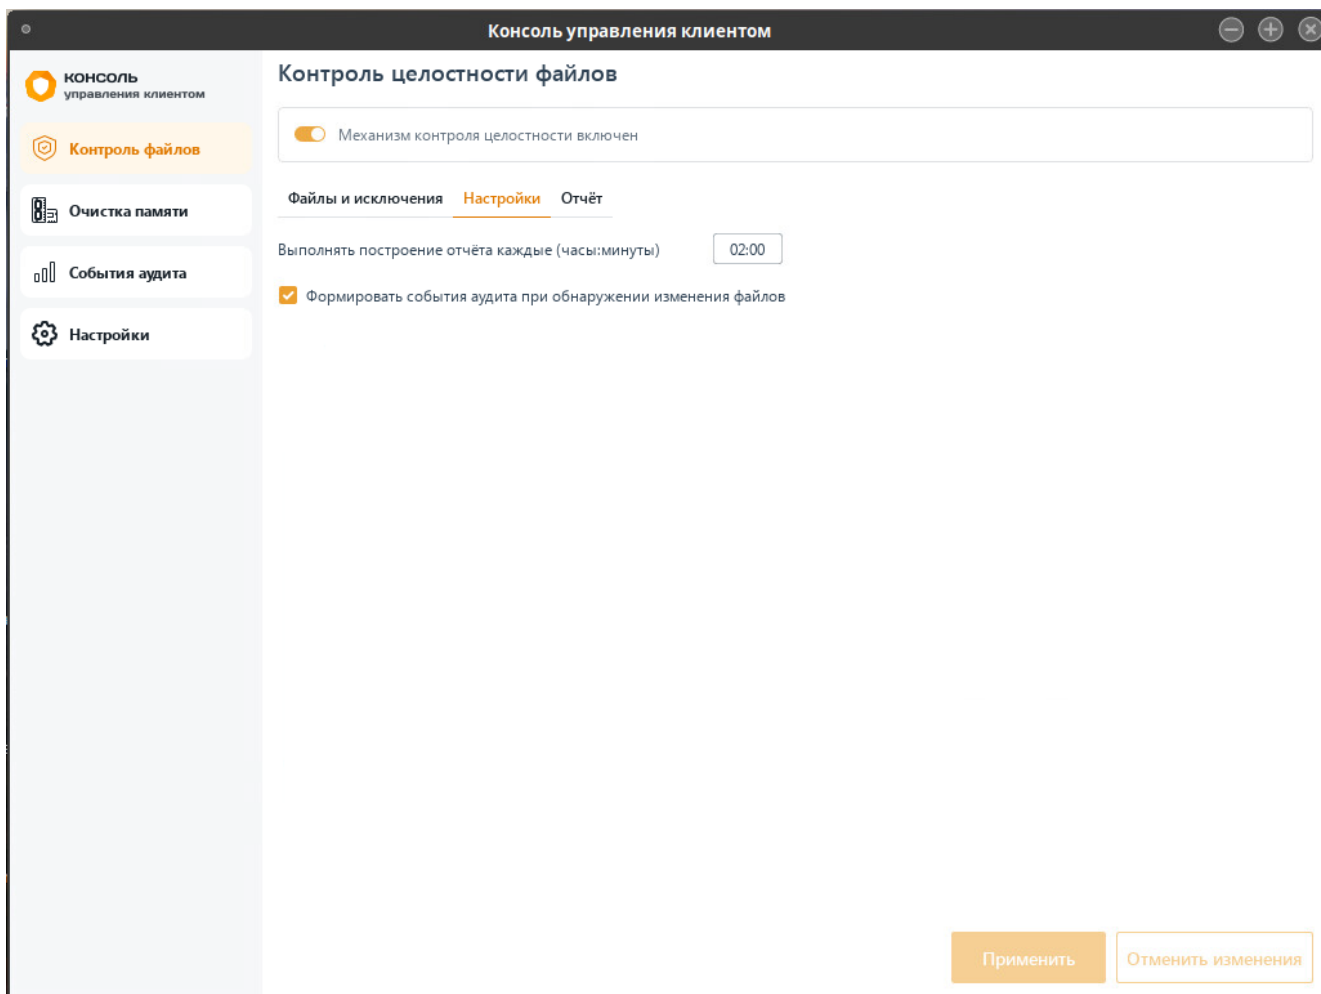 Консоль управления клиентом
КОНСОЛЬ
управления клиентом
Контроль файлов
Очистка памяти
События аудита
Настройки
Контроль целостности файлов
Механизм контроля целостности включен
Файлы и исключения Настройки Отчёт
Выполнять построение отчёта каждые (часы:минуты) 02:00
Формировать события аудита при обнаружении изменения файлов
Применить Отменить изменения